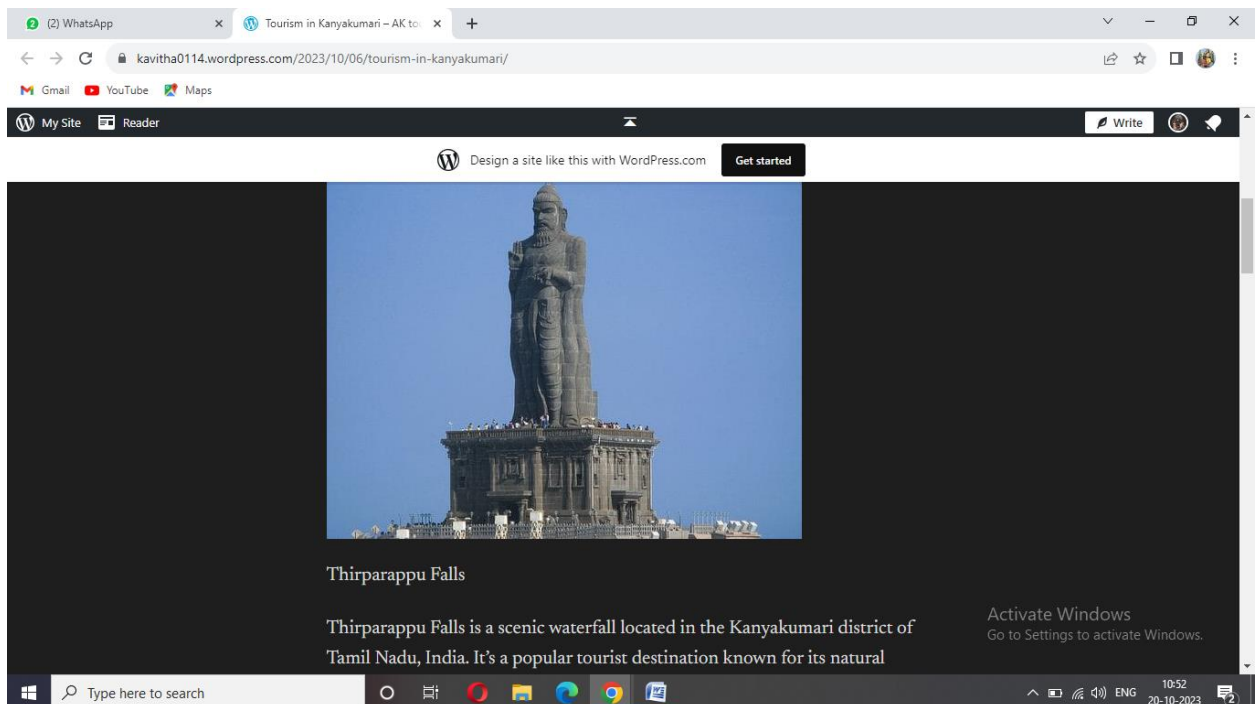 2 (2) WhatsApp
Tourism in Kanyakumari – AK to
kavitha0114.wordpress.com/2023/10/06/tourism-in-kanyakumari/
Gmail YouTube Maps
My Site Reader Write
Design a site like this with WordPress.com Get started
Thirparappu Falls
Thirparappu Falls is a scenic waterfall located in the Kanyakumari district of
Tamil Nadu, India. It's a popular tourist destination known for its natural
Activate Windows
Go to Settings to activate Windows.
Type here to search
ENG
10:52
20-10-2023
2